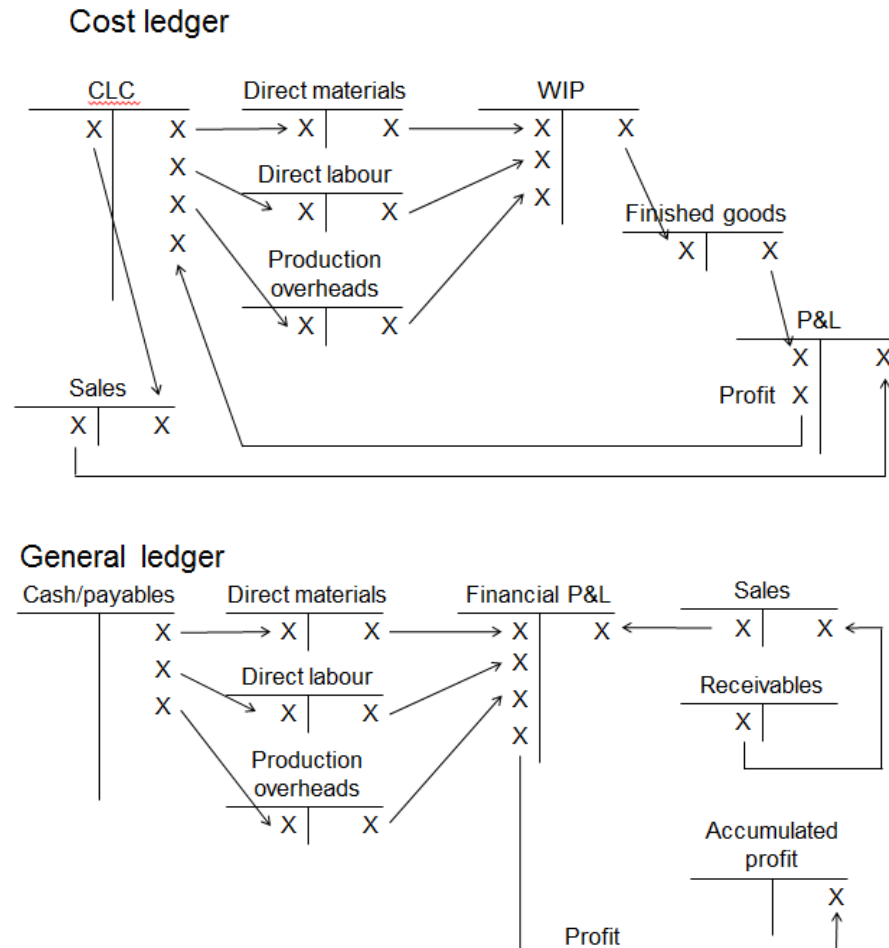 Cost ledger
CLC
Direct materials
WIP
X X X X X X
Direct labour
X X
X X X
X X
Finished goods
Production
overheads
X X X
X X
P&L
X X
Sales
Profit X
X X
General ledger
Cash/payables
Direct materials
Financial P&L
Sales
X X X X X X X
Direct labour
X X
Receivables
X X X X
X
Production
overheads
X
X X
Accumulated
profit
X
Profit